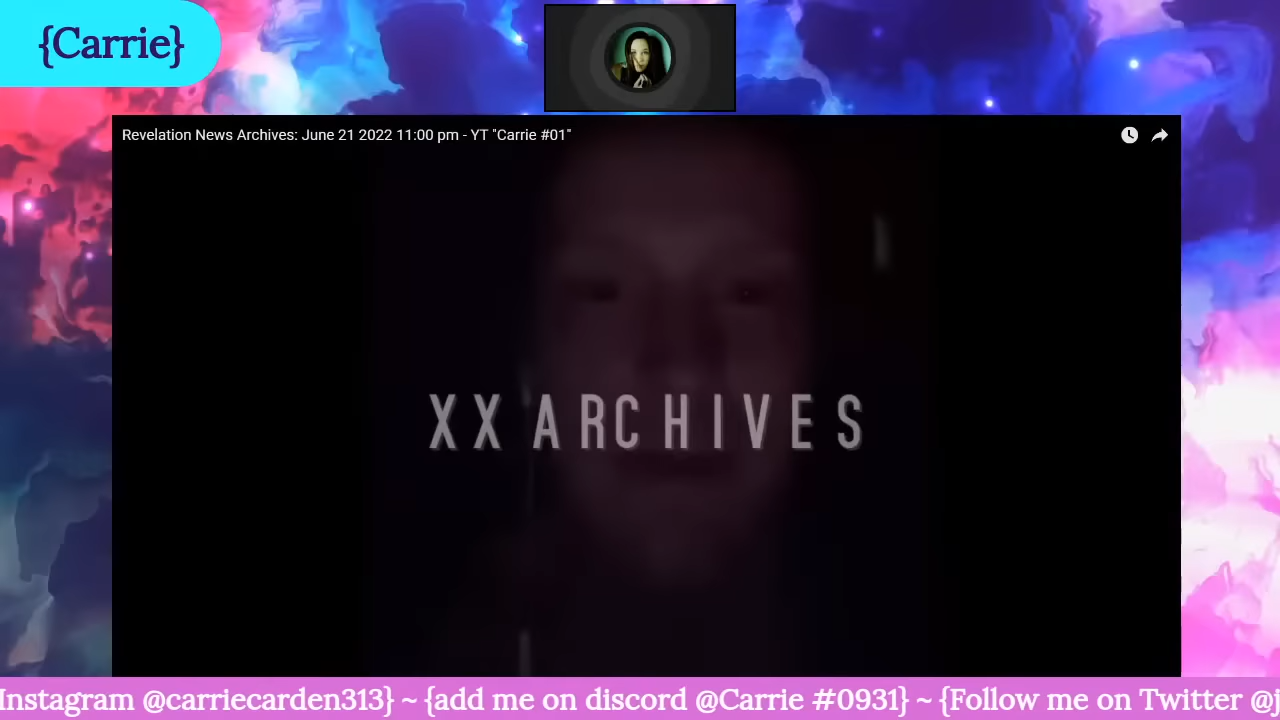 {Carrie}
Revelation News Archives: June 21 2022 11:00 pm - YT "Carrie #01"
XX ARCHIVES
Instagram @carriecarden313} ~ {add me on discord @Carrie #0931} ~ {Follow me on Twitter @j